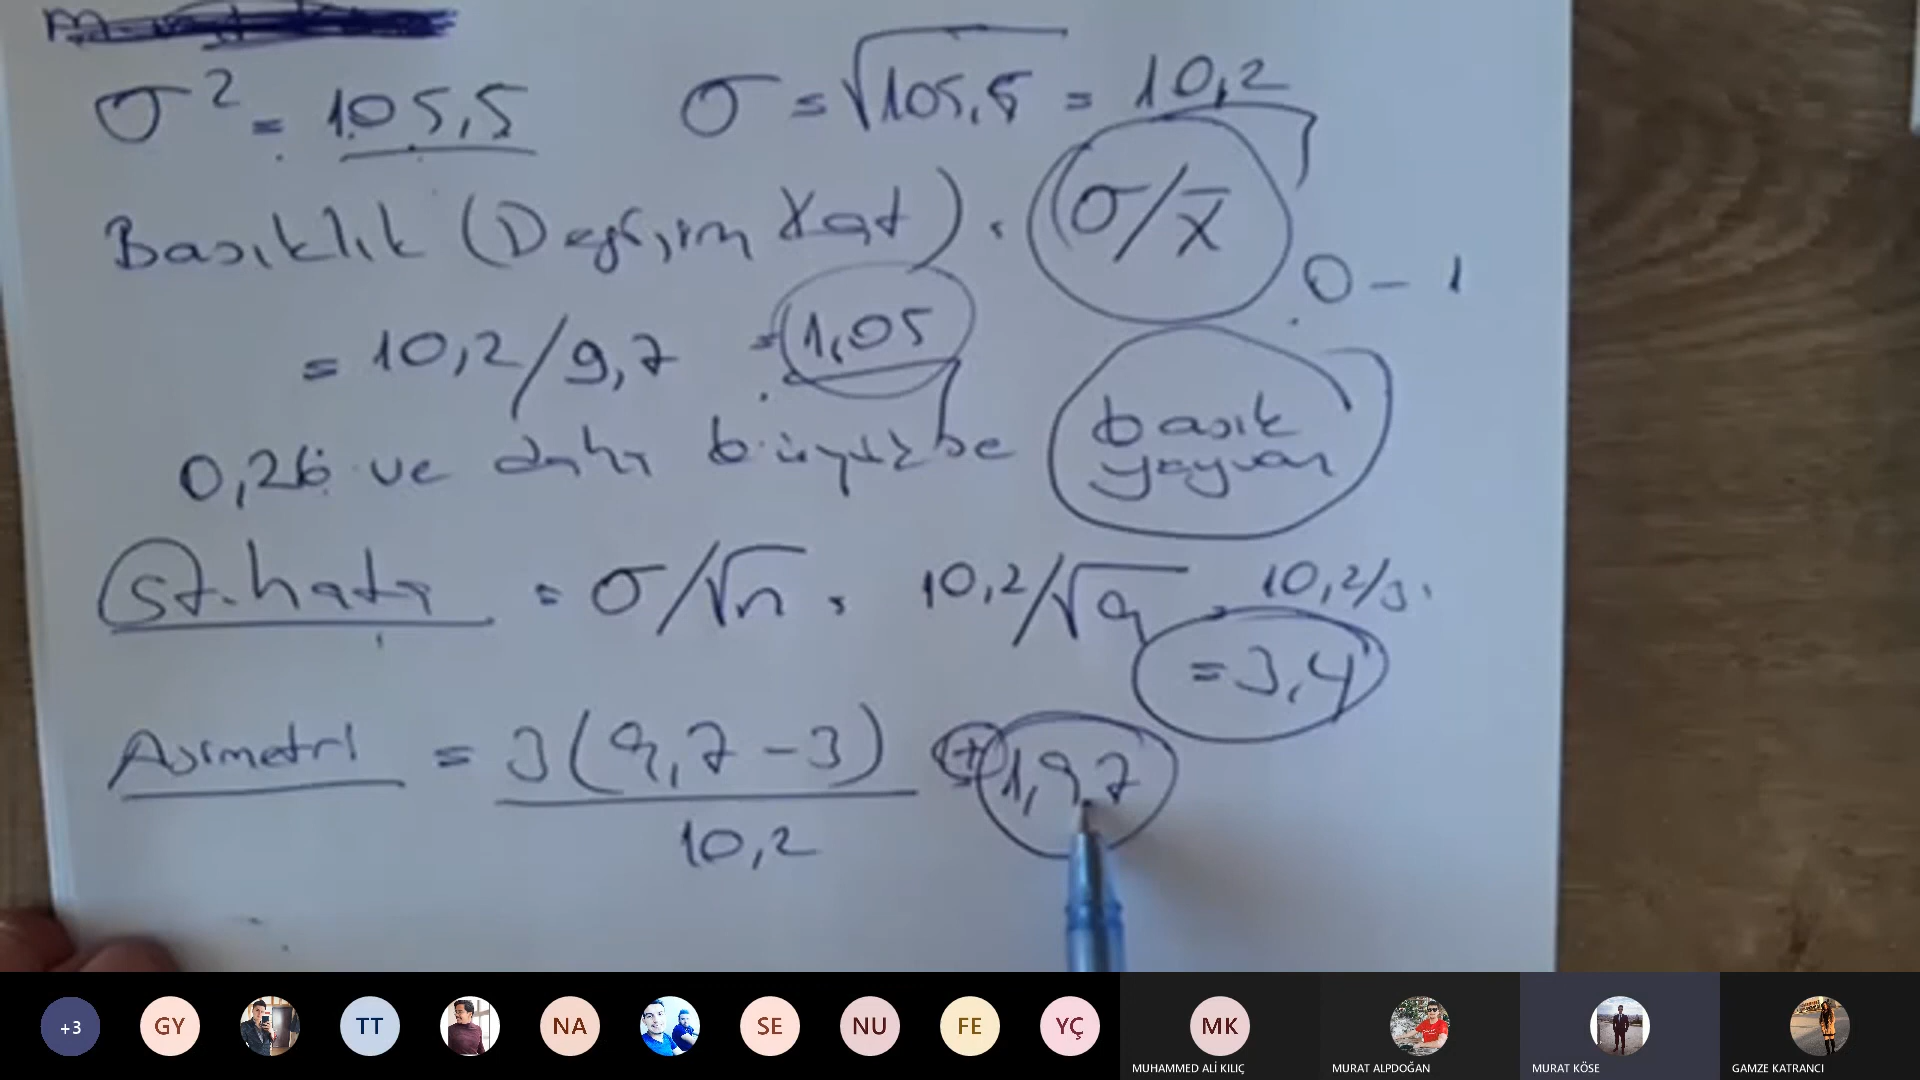 σ² = 105,5 σ = √105,5 = 10,2
Basıklık (Değişim Kat) = σ/x̄
0 - 1
= 10,2/9,7 = 1,05
0,26 ve daha büyükse basık
yayvan
St. hata = σ/√n = 10,2/√9 = 10,2/3
= 3,4
Asimetri = 3(9,7-3) (+) 1,97
10,2
+3 GY TT NA SE NU FE YÇ MK
MUHAMMED ALİ KILIÇ MURAT ALPDOĞAN MURAT KÖSE GAMZE KATRANCI